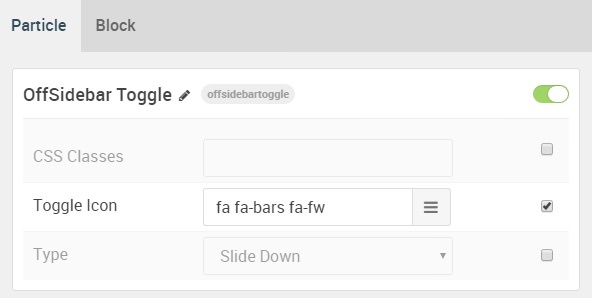 Particle Block
OffSidebar Toggle offsidebartoggle
CSS Classes
Toggle Icon fa fa-bars fa-fw
Type Slide Down